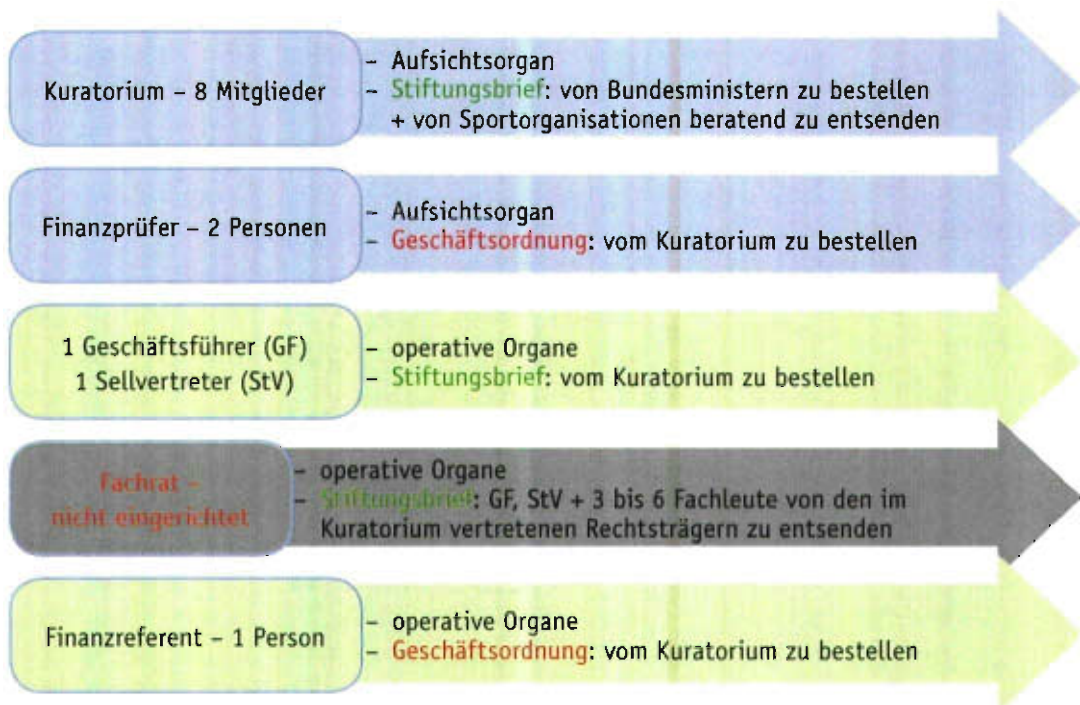 Kuratorium – 8 Mitglieder
– Aufsichtsorgan
– Stiftungsbrief: von Bundesministern zu bestellen
+ von Sportorganisationen beratend zu entsenden
Finanzprüfer – 2 Personen
– Aufsichtsorgan
– Geschäftsordnung: vom Kuratorium zu bestellen
1 Geschäftsführer (GF)
1 Sellvertreter (StV)
– operative Organe
– Stiftungsbrief: vom Kuratorium zu bestellen
Fachrat –
nicht eingerichtet
– operative Organe
– Stiftungsbrief: GF, StV + 3 bis 6 Fachleute von den im
Kuratorium vertretenen Rechtsträgern zu entsenden
Finanzreferent – 1 Person
– operative Organe
– Geschäftsordnung: vom Kuratorium zu bestellen